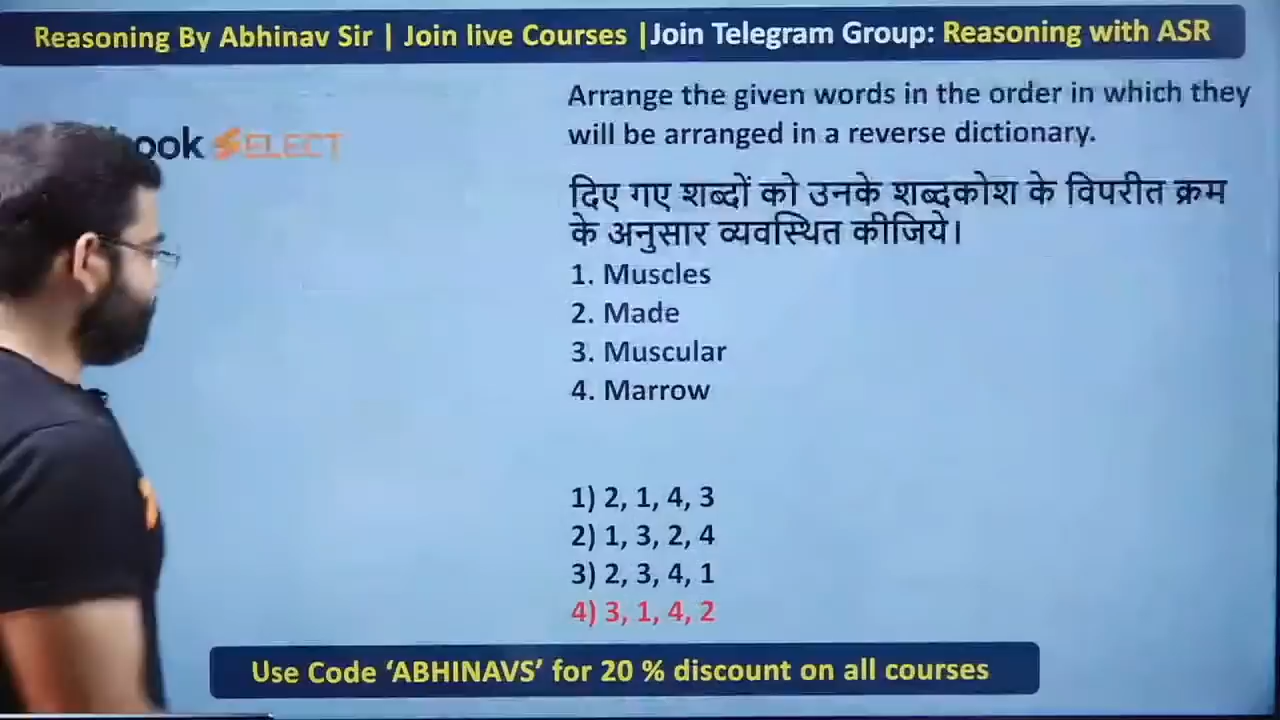 Reasoning By Abhinav Sir | Join live Courses |Join Telegram Group: Reasoning with ASR
SELECT
Arrange the given words in the order in which they
will be arranged in a reverse dictionary.
दिए गए शब्दों को उनके शब्दकोश के विपरीत क्रम
के अनुसार व्यवस्थित कीजिये।
1. Muscles
2. Made
3. Muscular
4. Marrow
1) 2, 1, 4, 3
2) 1, 3, 2, 4
3) 2, 3, 4, 1
4) 3, 1, 4, 2
Use Code ‘ABHINAVS’ for 20 % discount on all courses